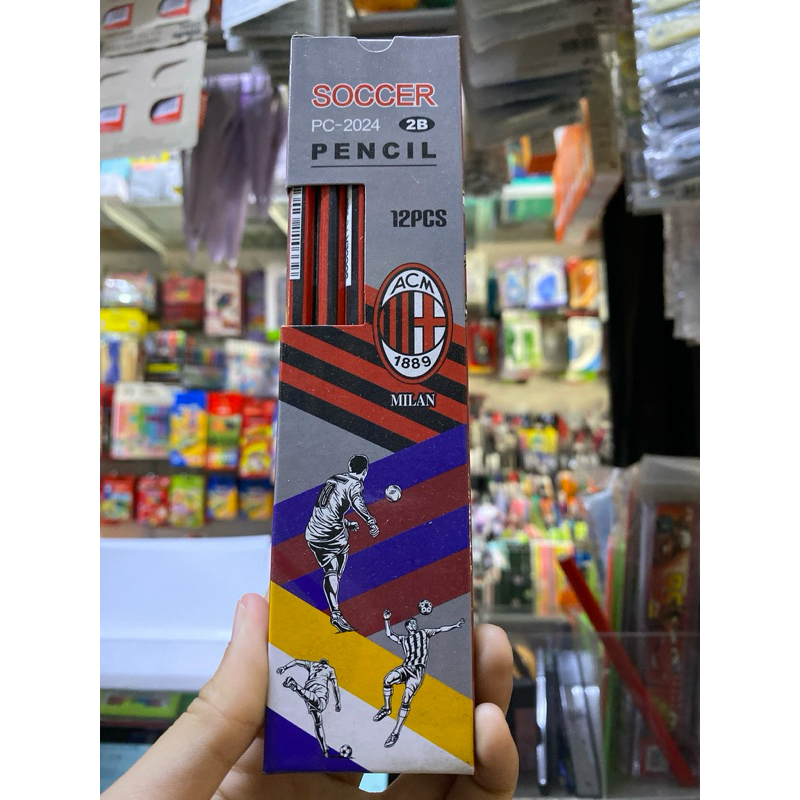 SOCCER
PC-2024 2B
PENCIL
12PCS
ACM
1889
MILAN